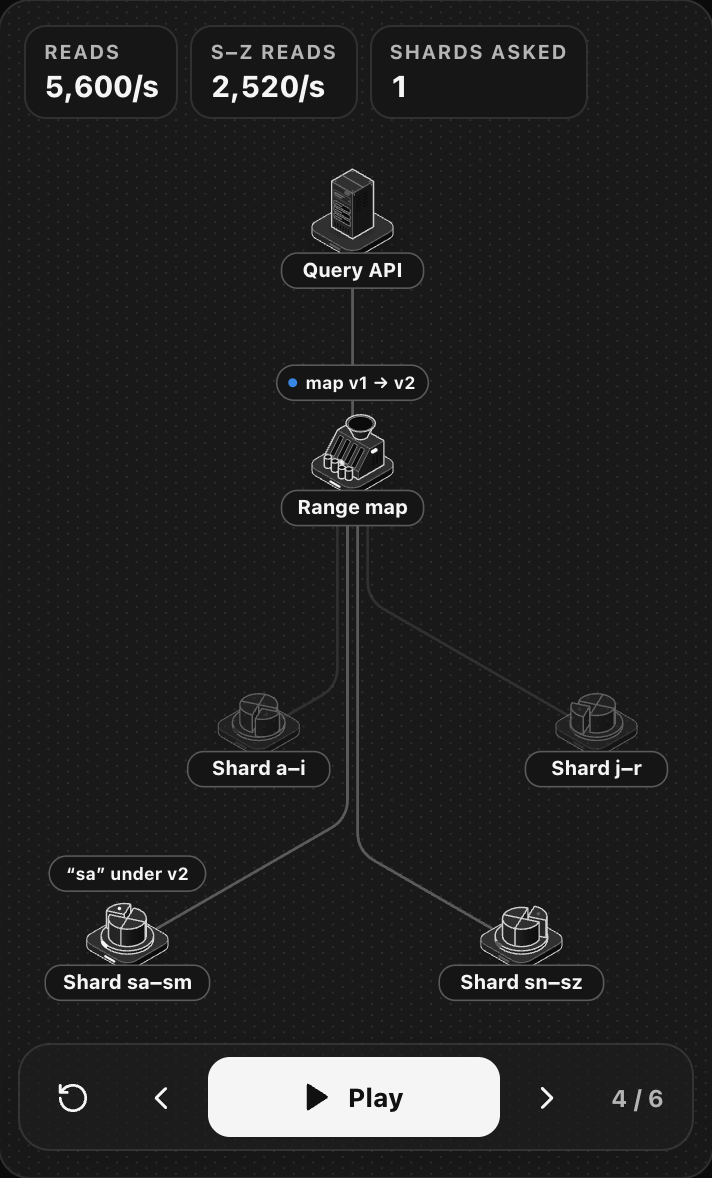 READS
5,600/s
S–Z READS
2,520/s
SHARDS ASKED
1
Query API
map v1 → v2
Range map
Shard a–i
Shard j–r
“sa” under v2
Shard sa–sm
Shard sn–sz
Play
4 / 6